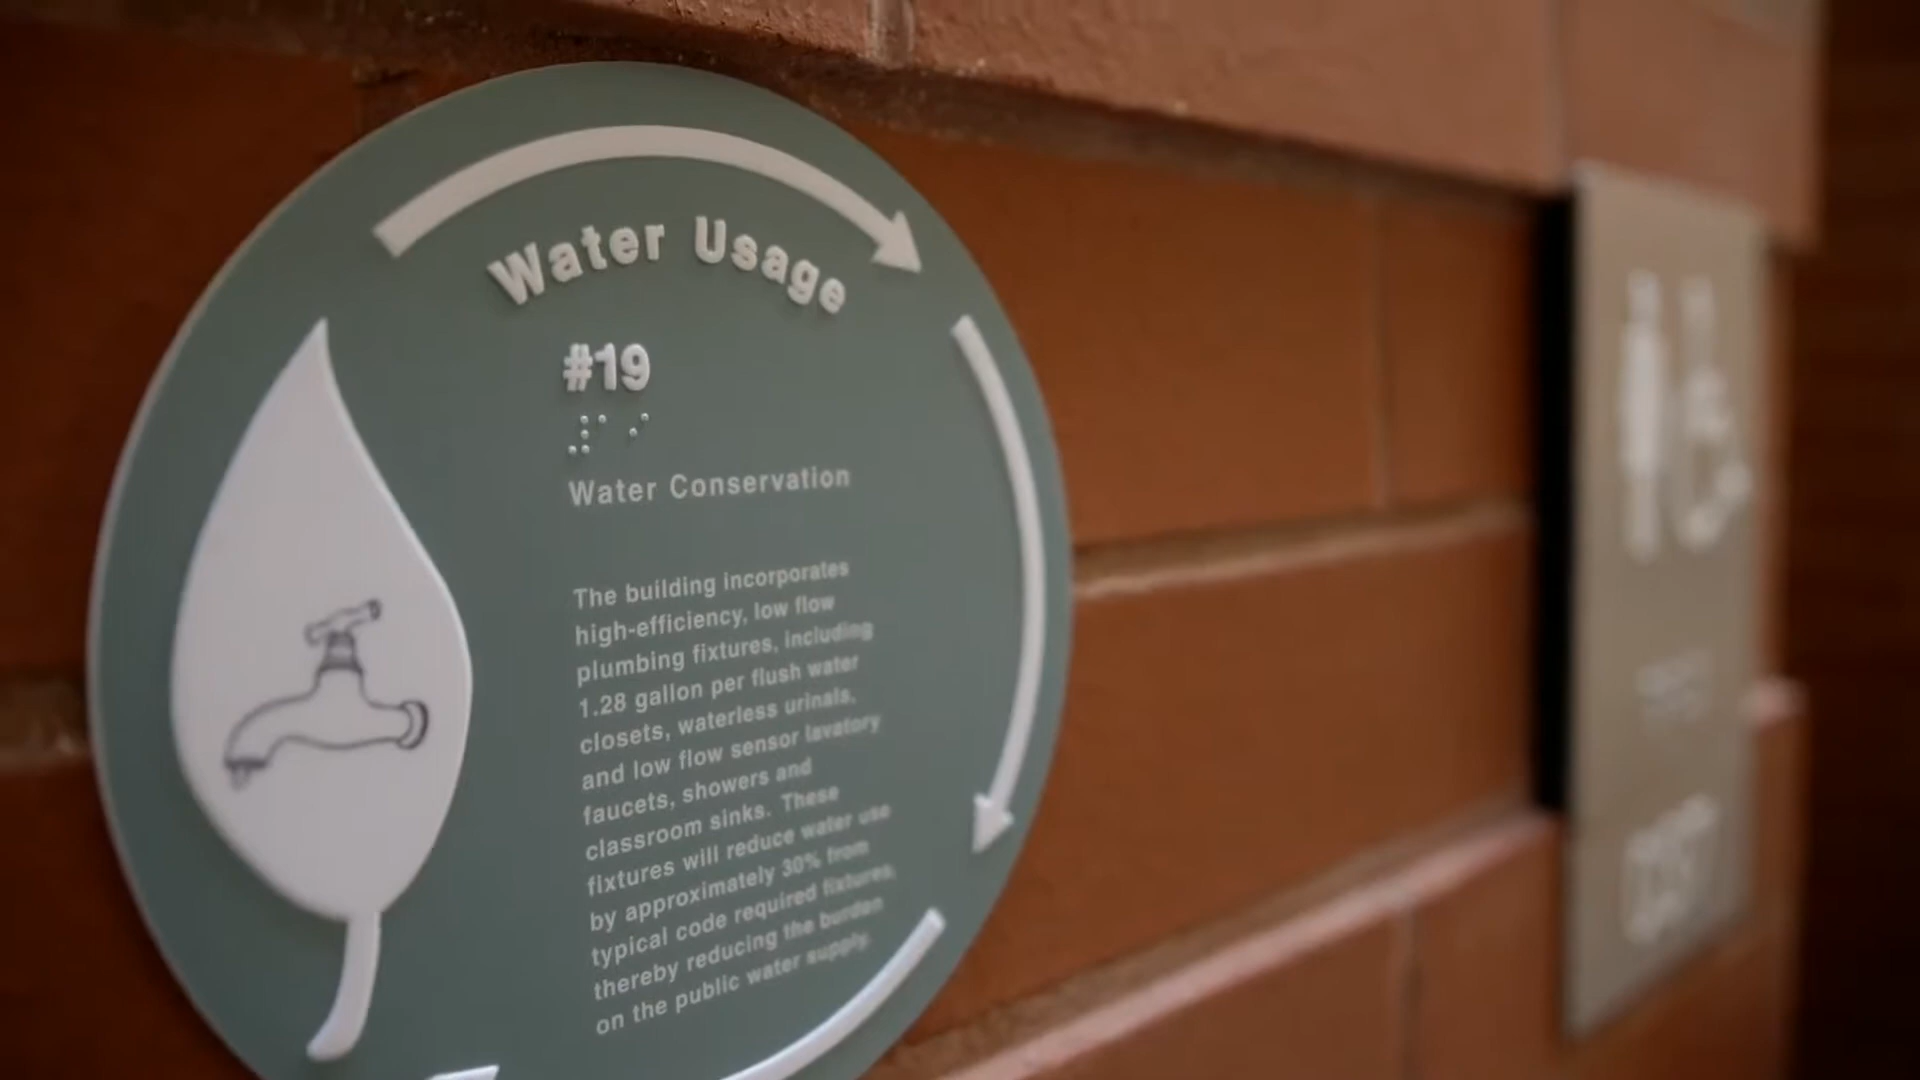 Water Usage
#19
Water Conservation
The building incorporates
high-efficiency, low flow
plumbing fixtures, including
1.28 gallon per flush water
closets, waterless urinals,
and low flow sensor lavatory
faucets, showers and
classroom sinks. These
fixtures will reduce water use
by approximately 30% from
typical code required fixtures,
thereby reducing the burden
on the public water supply.